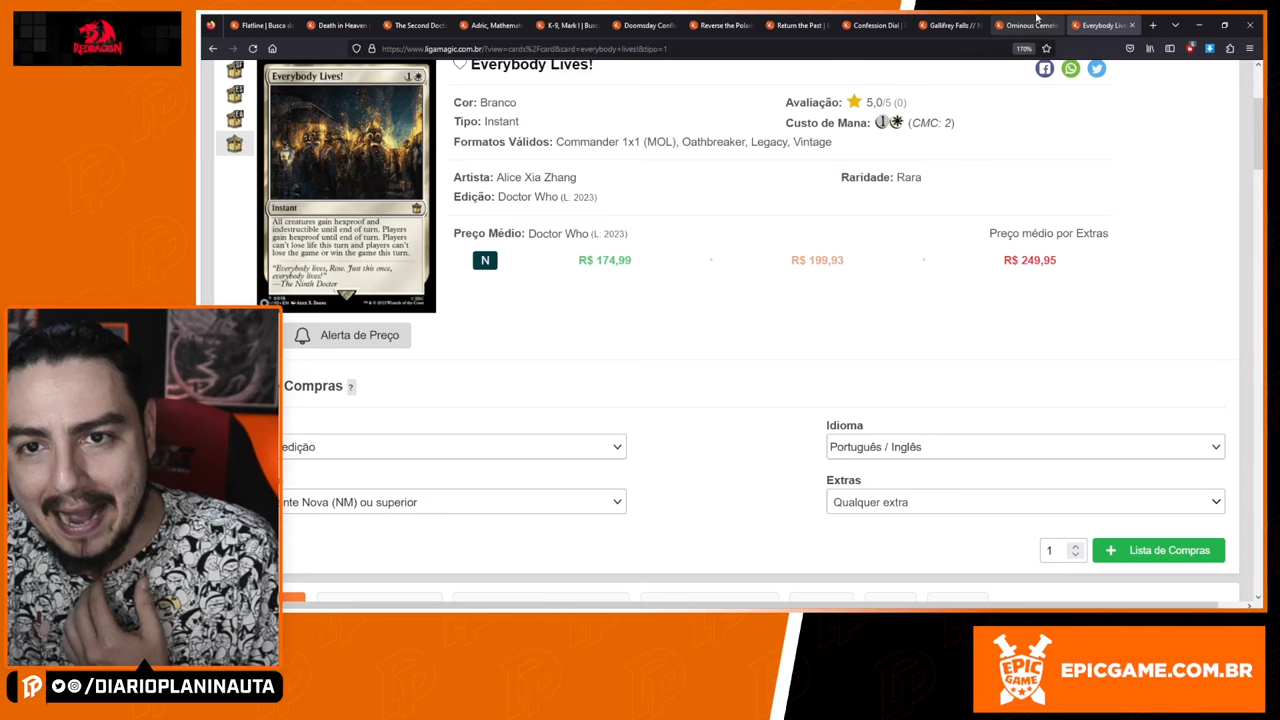 REDRAGON
Flatline | Busca d
Death in Heaven
The Second Doct
Adric, Mathemat
K-9, Mark I | Busc
Doomsday Confl
Reverse the Polar
Return the Past |
Confession Dial |
Gallifrey Falls //
Ominous Cemete
Everybody Live
https://www.ligamagic.com.br/?view=cards%2Fcard&card=everybody+lives!&tipo=1
170%
Everybody Lives!
Everybody Lives!
1
Cor: Branco
Avaliação: 5,0/5 (0)
Tipo: Instant
Custo de Mana: 1 (CMC: 2)
Formatos Válidos: Commander 1x1 (MOL), Oathbreaker, Legacy, Vintage
Artista: Alice Xia Zhang
Raridade: Rara
Edição: Doctor Who (L: 2023)
Preço Médio: Doctor Who (L: 2023)
Preço médio por Extras
N
R$ 174,99
R$ 199,93
R$ 249,95
Instant
All creatures gain hexproof and
indestructible until end of turn. Players
gain hexproof until end of turn. Players
can't lose life this turn and players can't
lose the game or win the game this turn.
"Everybody lives, Rose. Just this once,
everybody lives!"
—The Ninth Doctor
Alerta de Preço
Compras ?
edição
Idioma
Português / Inglês
nte Nova (NM) ou superior
Extras
Qualquer extra
1
+ Lista de Compras
/DIARIOPLANINAUTA
EPIC
GAME
EPICGAME.COM.BR